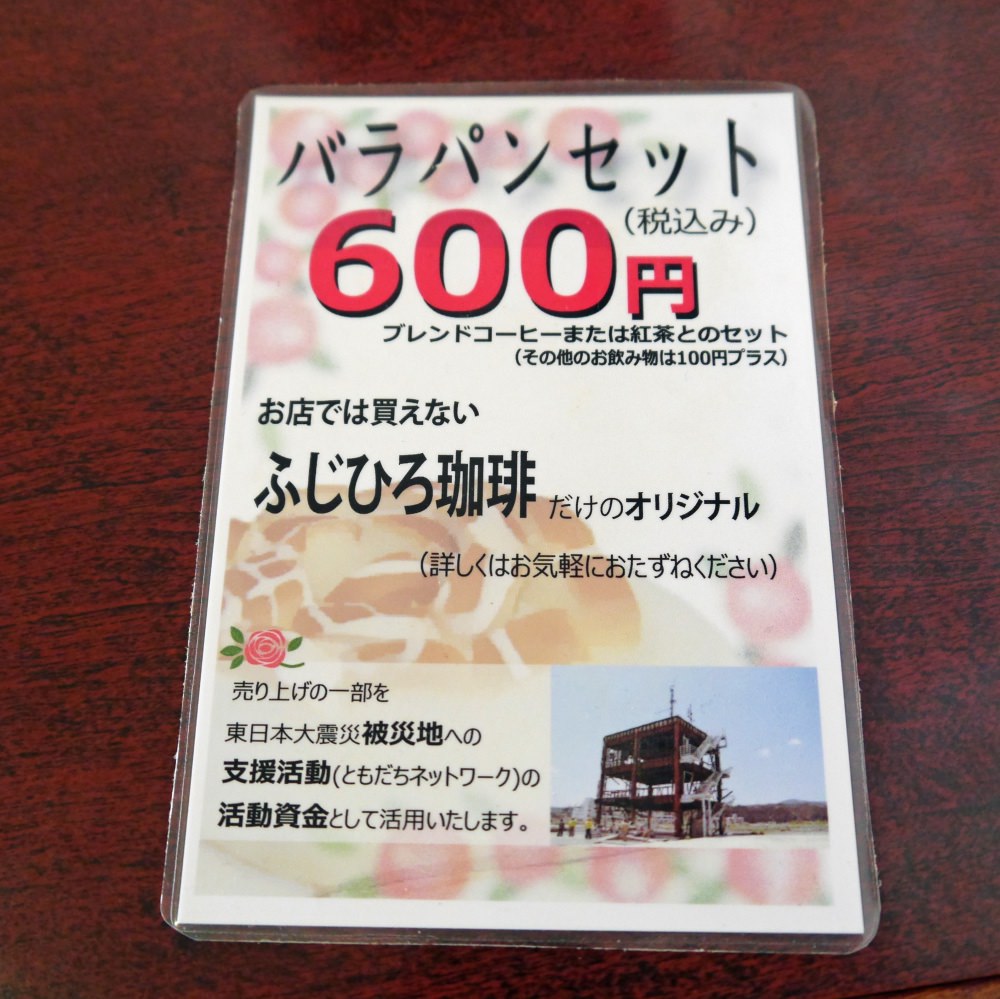 バラパンセット
600円
(税込み)
ブレンドコーヒーまたは紅茶とのセット
(その他のお飲み物は100円プラス)
お店では買えない
ふじひろ珈琲だけのオリジナル
(詳しくはお気軽におたずねください)
売り上げの一部を
東日本大震災被災地への
支援活動(ともだちネットワーク)の
活動資金として活用いたします。